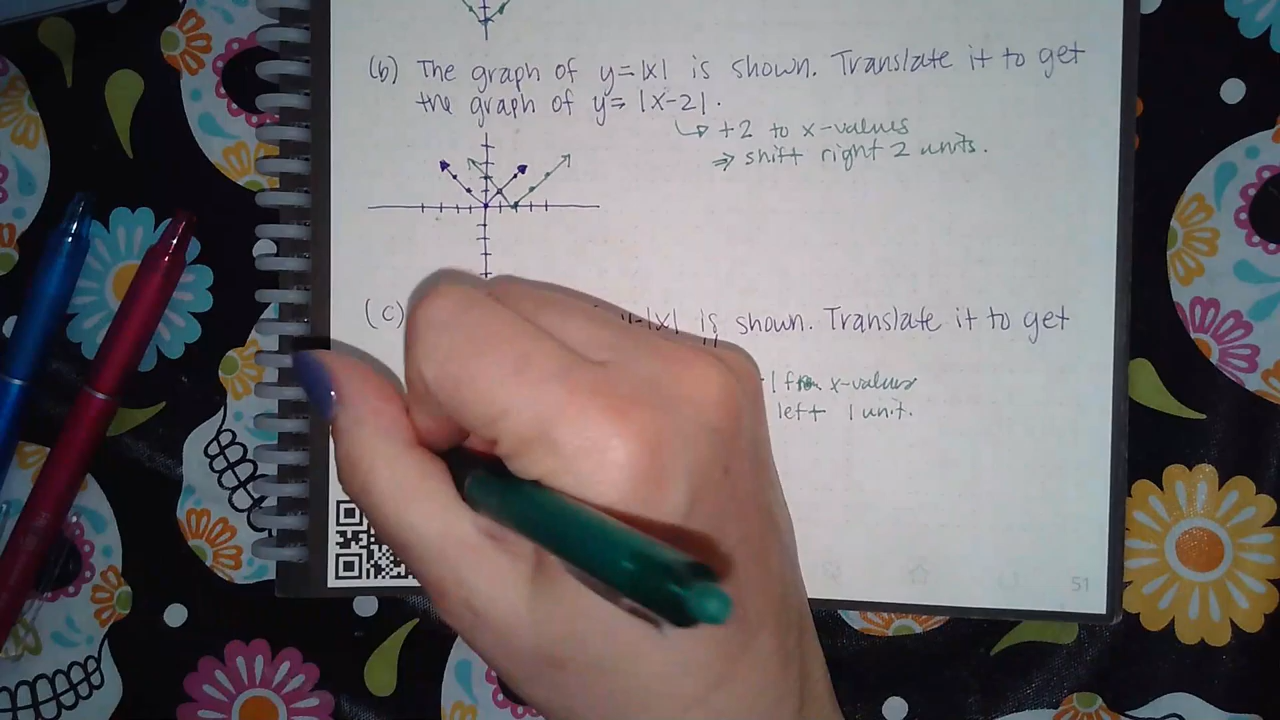 (b) The graph of y=|x| is shown. Translate it to get
the graph of y= |x-2|.
↳ +2 to x-values
⇒ shift right 2 units.
(c) |x| is shown. Translate it to get
1 from x-values
left 1 unit.
51